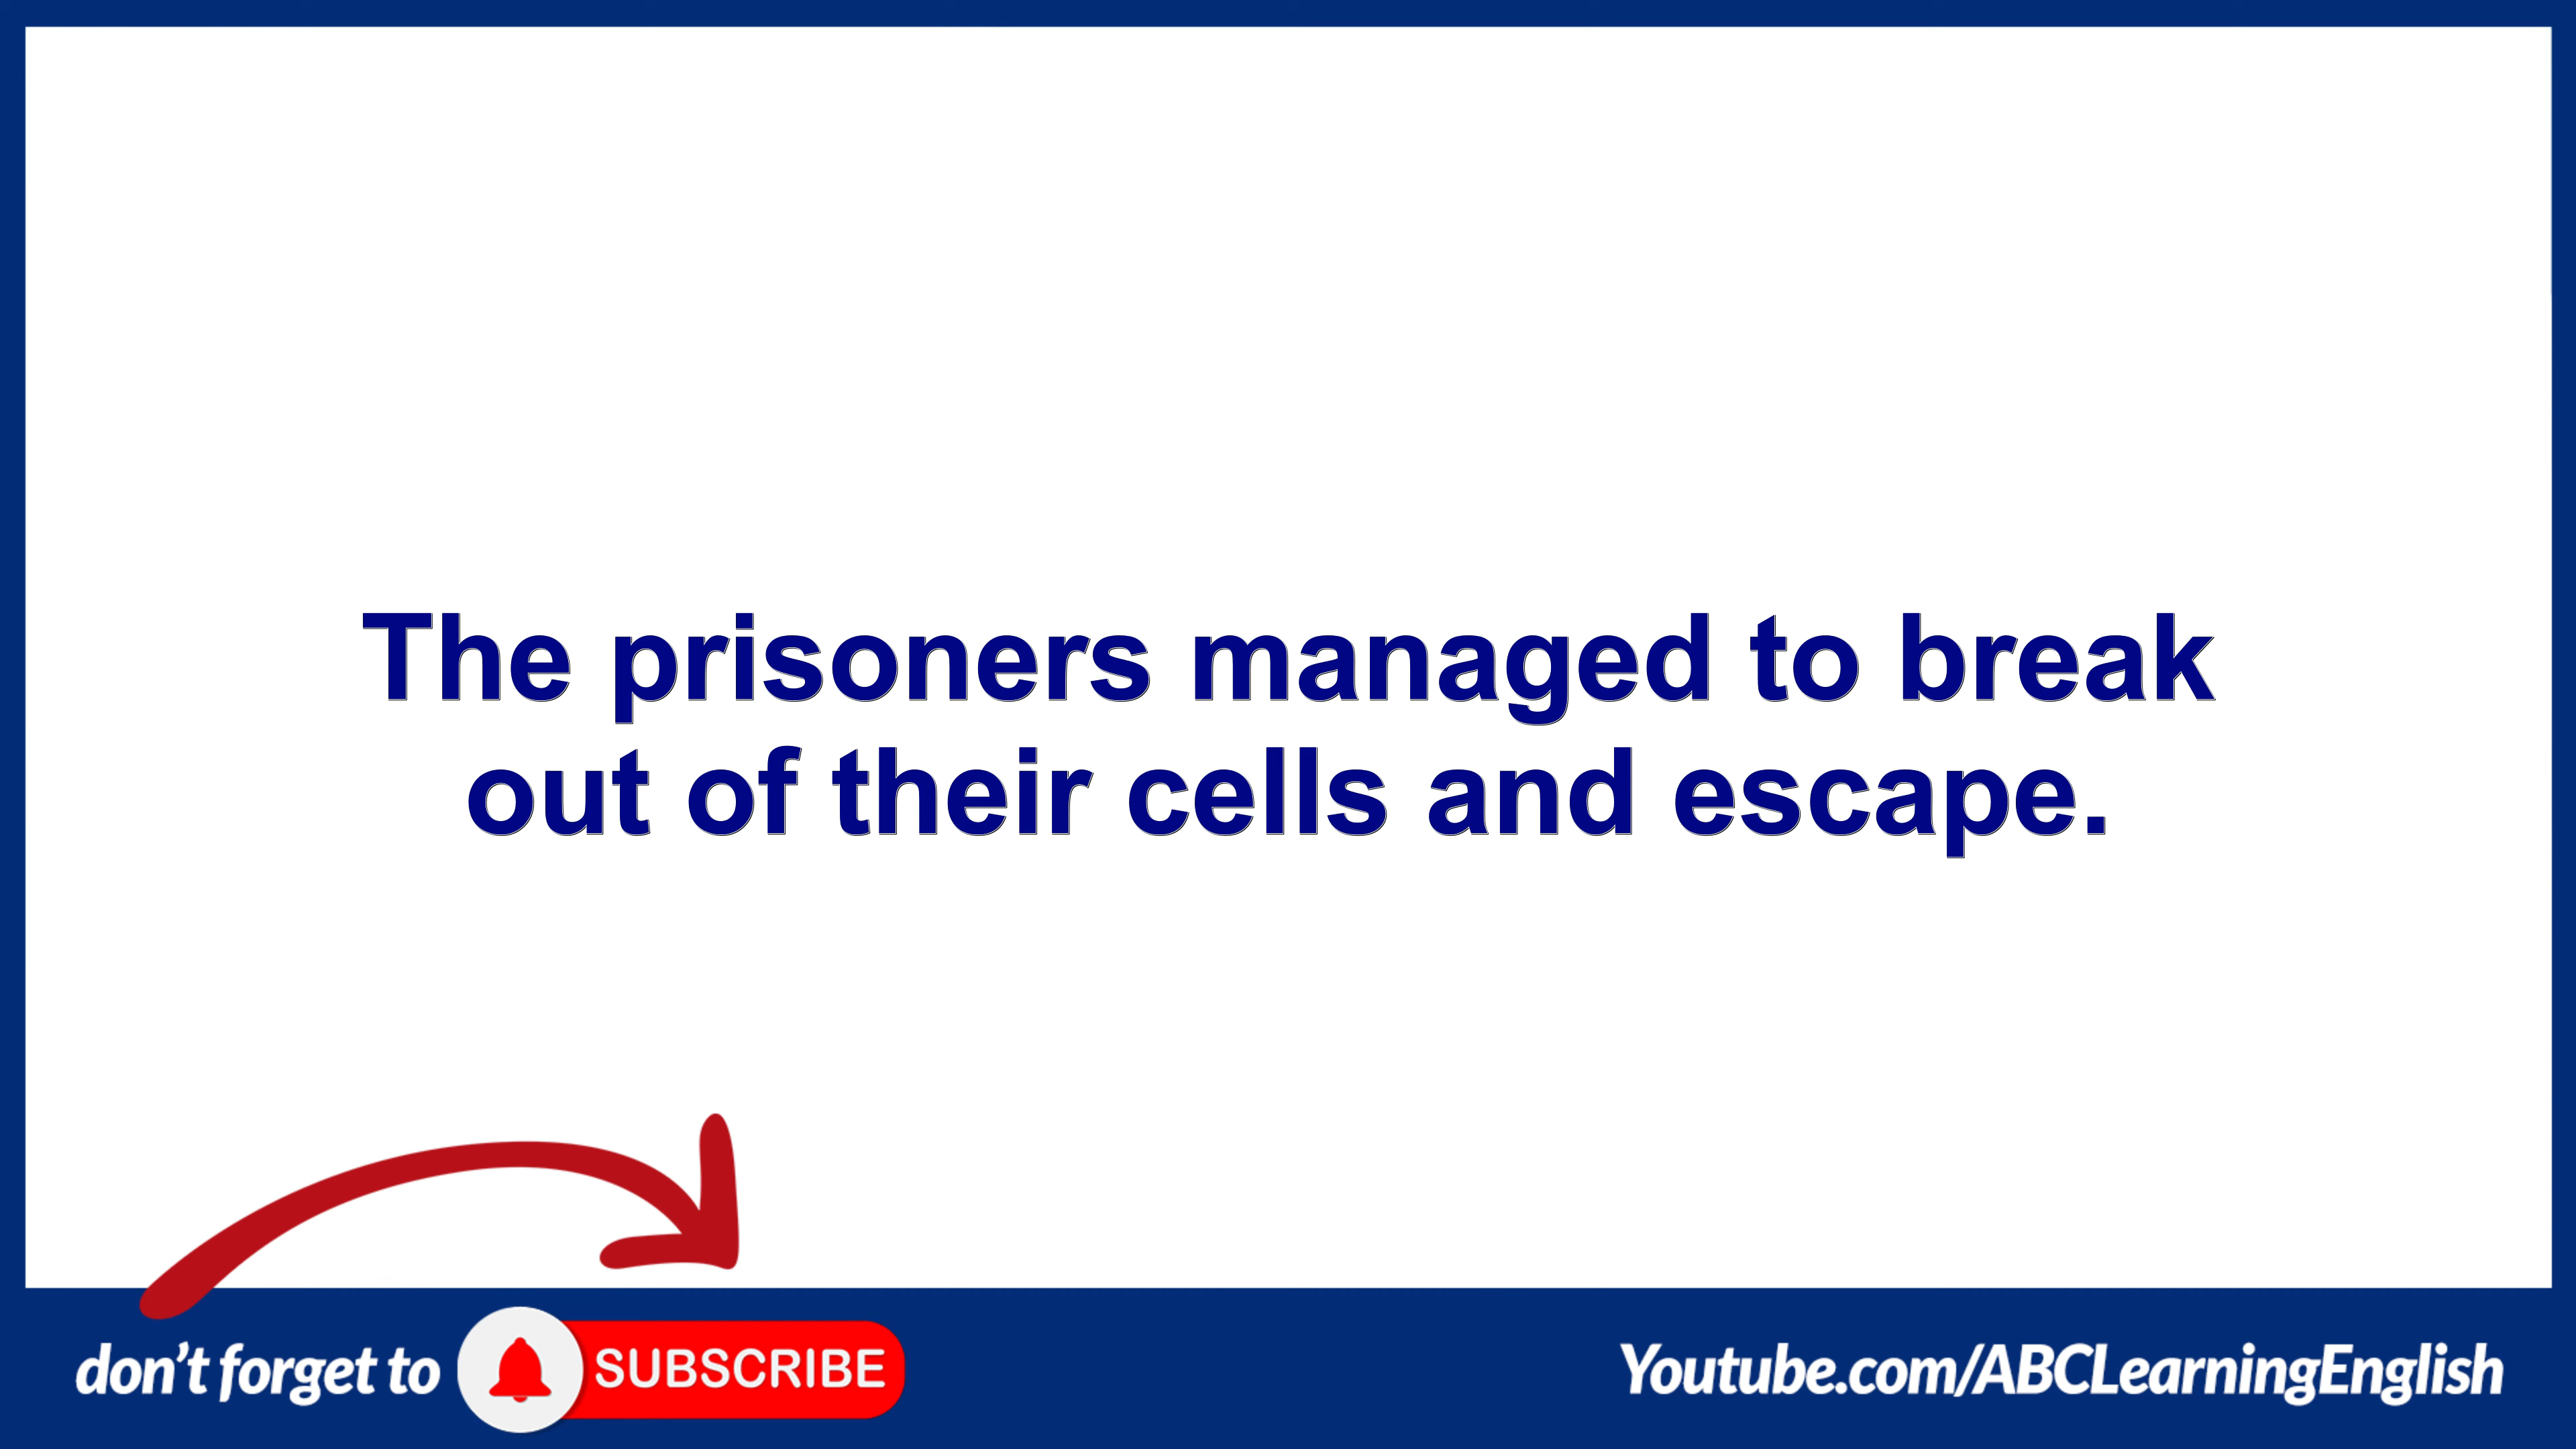 The prisoners managed to break
out of their cells and escape.
don't forget to SUBSCRIBE
Youtube.com/ABCLearningEnglish